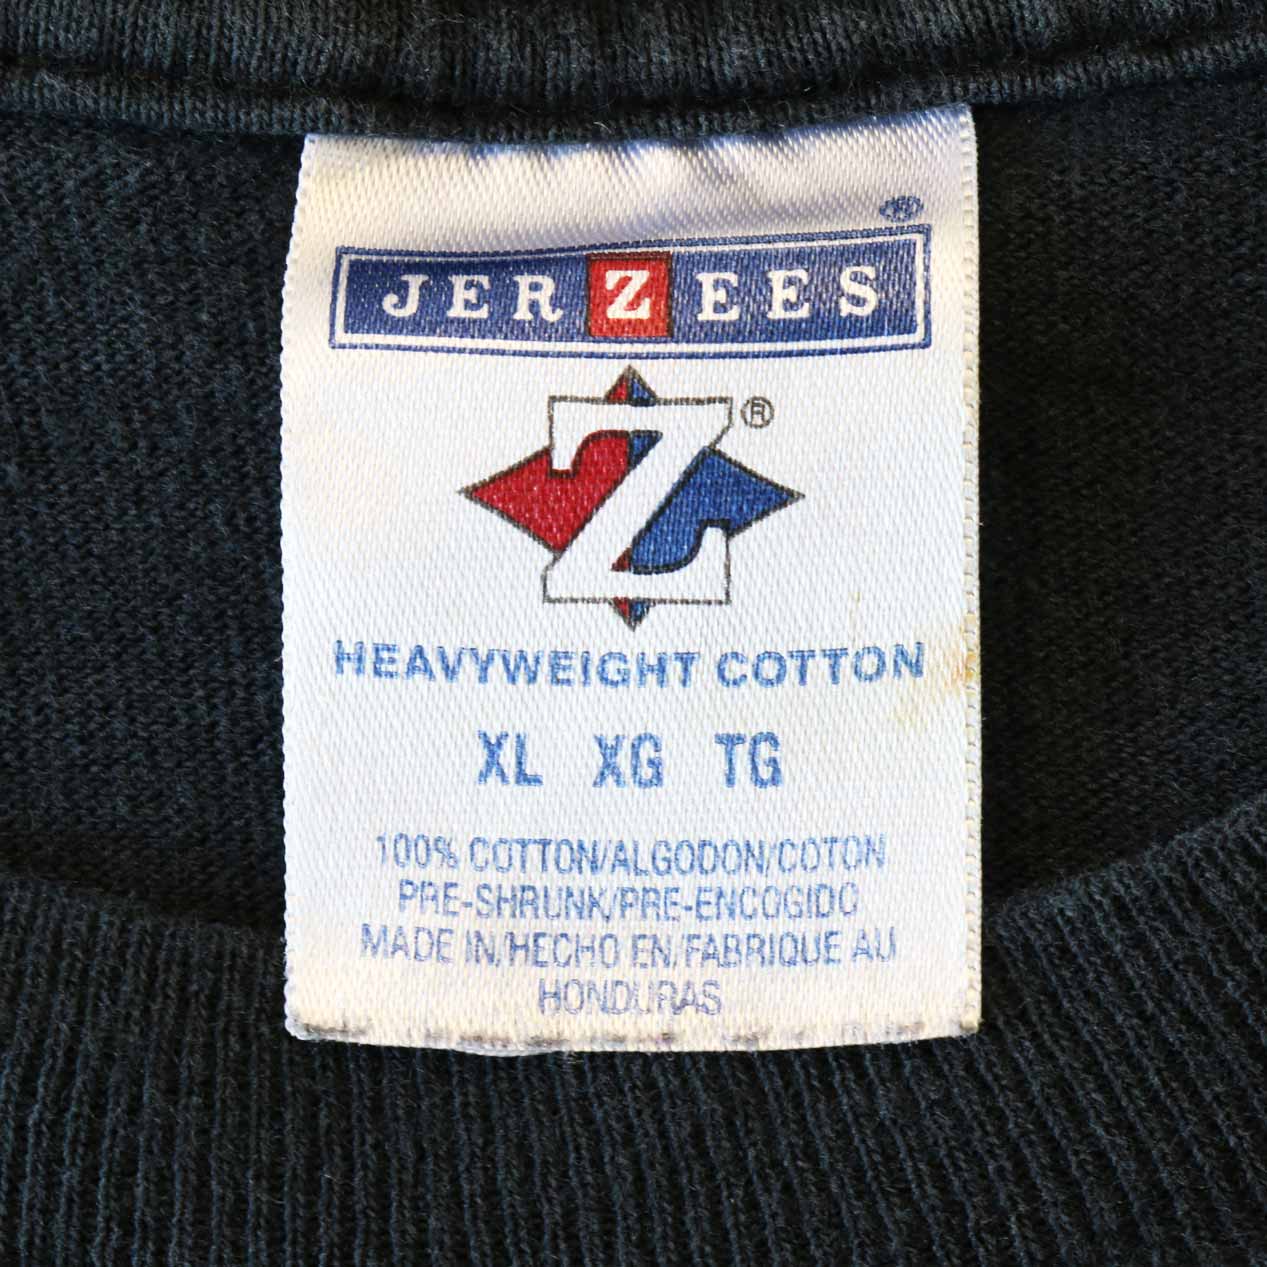 ®
JERZEES
Z®
HEAVYWEIGHT COTTON
XL XG TG
100% COTTON/ALGODON/COTON
PRE-SHRUNK/PRE-ENCOGIDO
MADE IN/HECHO EN/FABRIQUE AU
HONDURAS